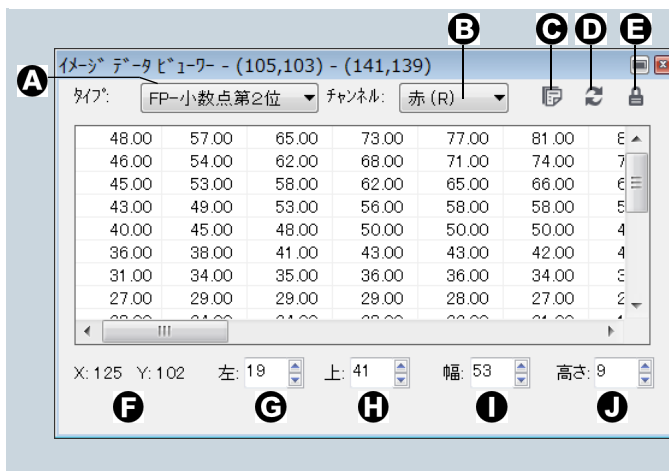 B C D E
イメージ データ ビューワー - (105,103) - (141,139)
A
タイプ: FP-小数点第2位 チャンネル: 赤 (R)
48.00 57.00 65.00 73.00 77.00 81.00
46.00 54.00 62.00 68.00 71.00 74.00
45.00 53.00 58.00 62.00 65.00 66.00
43.00 49.00 53.00 56.00 58.00 58.00
40.00 45.00 48.00 50.00 50.00 50.00
36.00 38.00 41.00 43.00 43.00 42.00
31.00 34.00 35.00 36.00 36.00 34.00
27.00 29.00 29.00 29.00 28.00 27.00
X: 125 Y: 102 左: 19 上: 41 幅: 53 高さ: 9
F G H I J